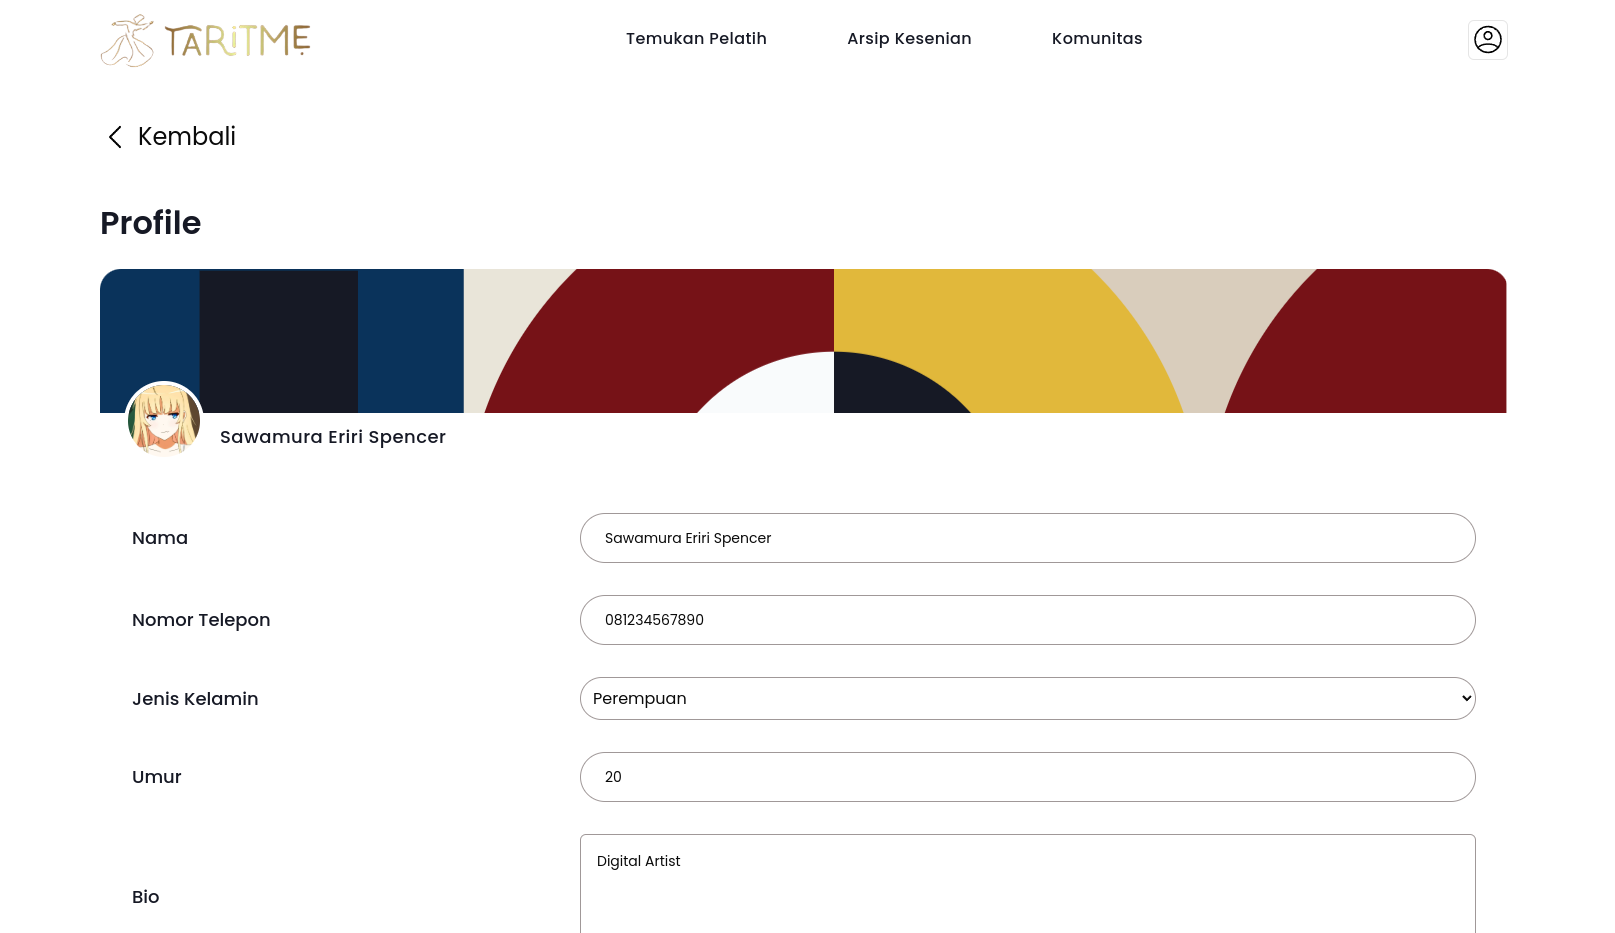 TARiTME
Temukan Pelatih
Arsip Kesenian
Komunitas
Kembali
Profile
Sawamura Eriri Spencer
Nama
Sawamura Eriri Spencer
Nomor Telepon
081234567890
Jenis Kelamin
Perempuan
Umur
20
Bio
Digital Artist